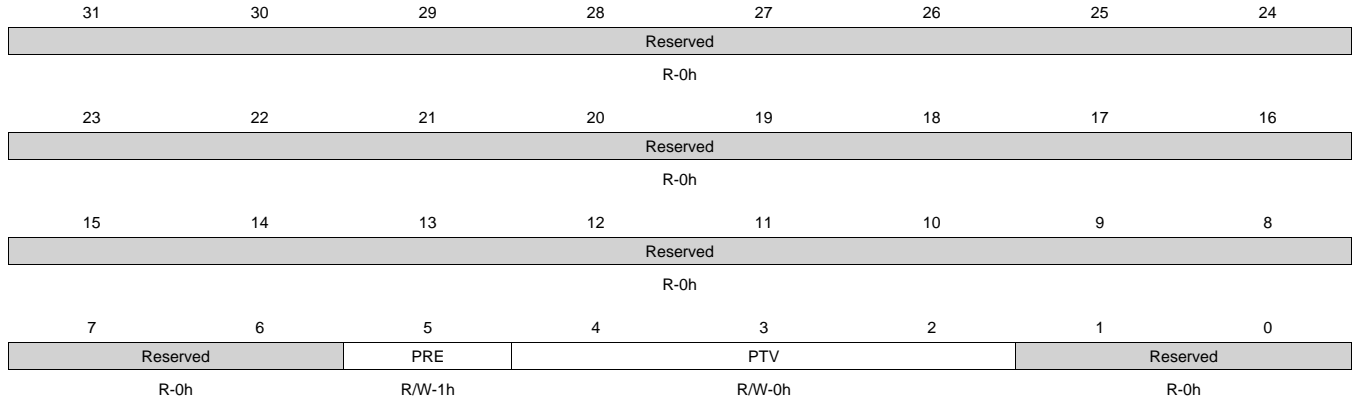 31 30 29 28 27 26 25 24
Reserved
R-0h
23 22 21 20 19 18 17 16
Reserved
R-0h
15 14 13 12 11 10 9 8
Reserved
R-0h
7 6 5 4 3 2 1 0
Reserved PRE PTV Reserved
R-0h R/W-1h R/W-0h R-0h